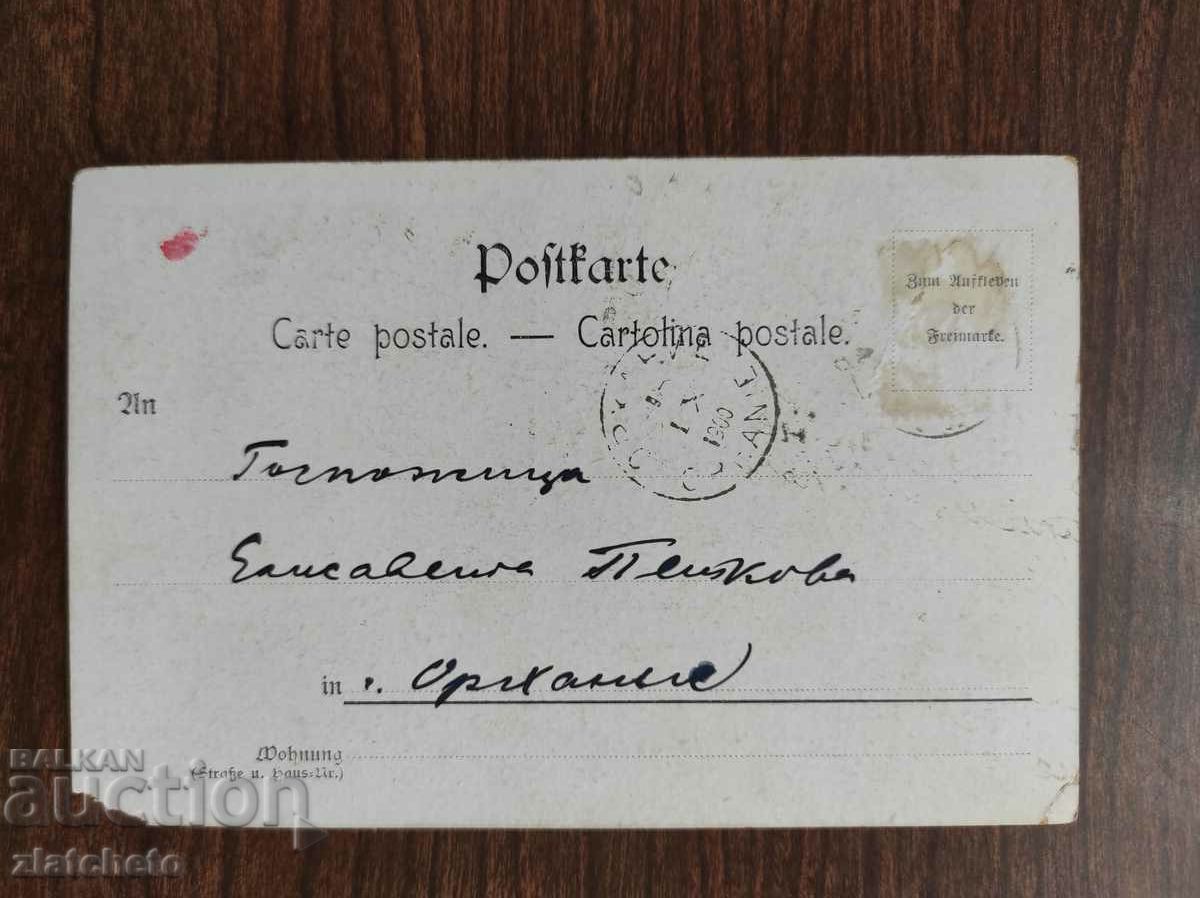 Postkarte
Carte postale. — Cartolina postale.
Zum Aufkleben
der
Freimarke.
An
1900
Госпожица
Елисавета Петкова
in г. Орхание
Wohnung
(Straße u. Haus-Nr.)
BALKAN
auction
zlatcheto